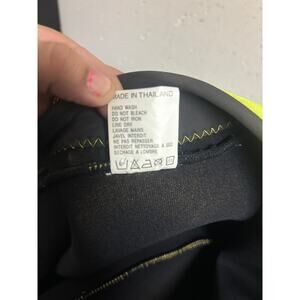 MADE IN THAILAND
HAND WASH
DO NOT BLEACH
DO NOT IRON
LINE DRY
LAVAGE MAINS
JAVEL INTERDIT
NE PAS REPASSER
INTERDIT NETTOYAGE A SEC
SECHAGE A L'OMBRE